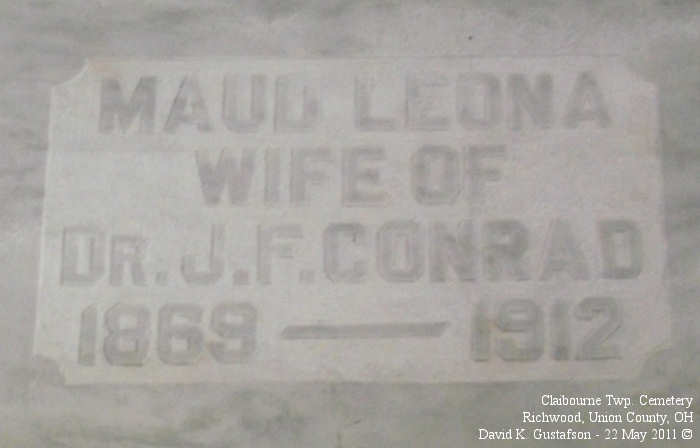 MAUD LEONA
WIFE OF
DR. J. F. CONRAD
1869 — 1912
Claibourne Twp. Cemetery
Richwood, Union County, OH
David K. Gustafson - 22 May 2011 ©